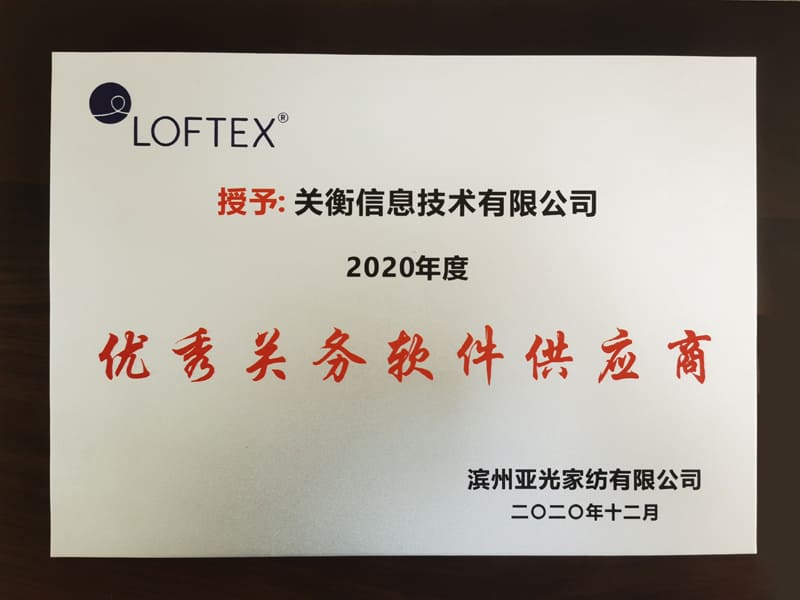 LOFTEX®
授予: 关衡信息技术有限公司
2020年度
优秀关务软件供应商
滨州亚光家纺有限公司
二〇二〇年十二月